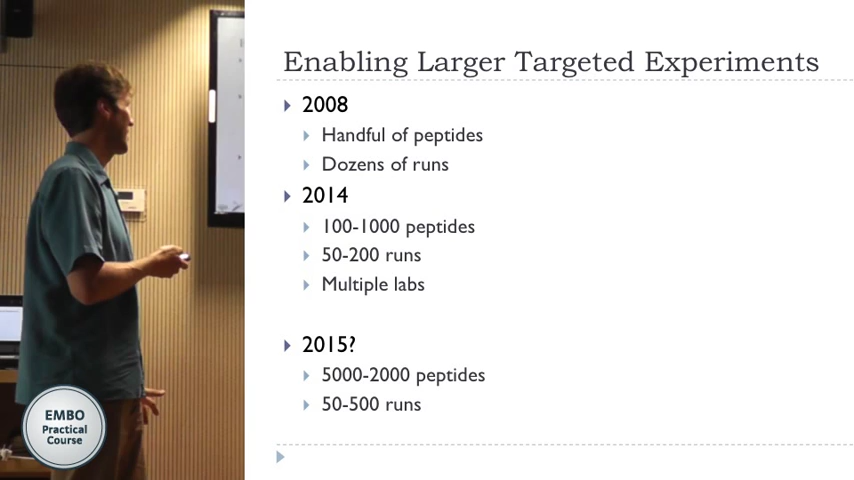 Enabling Larger Targeted Experiments
2008
Handful of peptides
Dozens of runs
2014
100-1000 peptides
50-200 runs
Multiple labs
2015?
5000-2000 peptides
50-500 runs
EMBO
Practical
Course